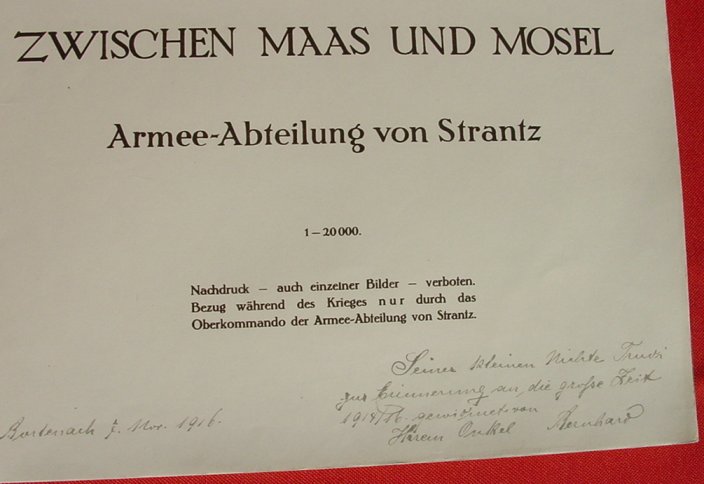 ZWISCHEN MAAS UND MOSEL
Armee-Abteilung von Strantz
1–20000.
Nachdruck – auch einzelner Bilder – verboten.
Bezug während des Krieges nur durch das
Oberkommando der Armee-Abteilung von Strantz.
Seiner kleinen Nichte Trudi
zur Erinnerung an die große Zeit
1914/16. gewidmet von
Ihrem Onkel Bernhard
7. Nov. 1916.